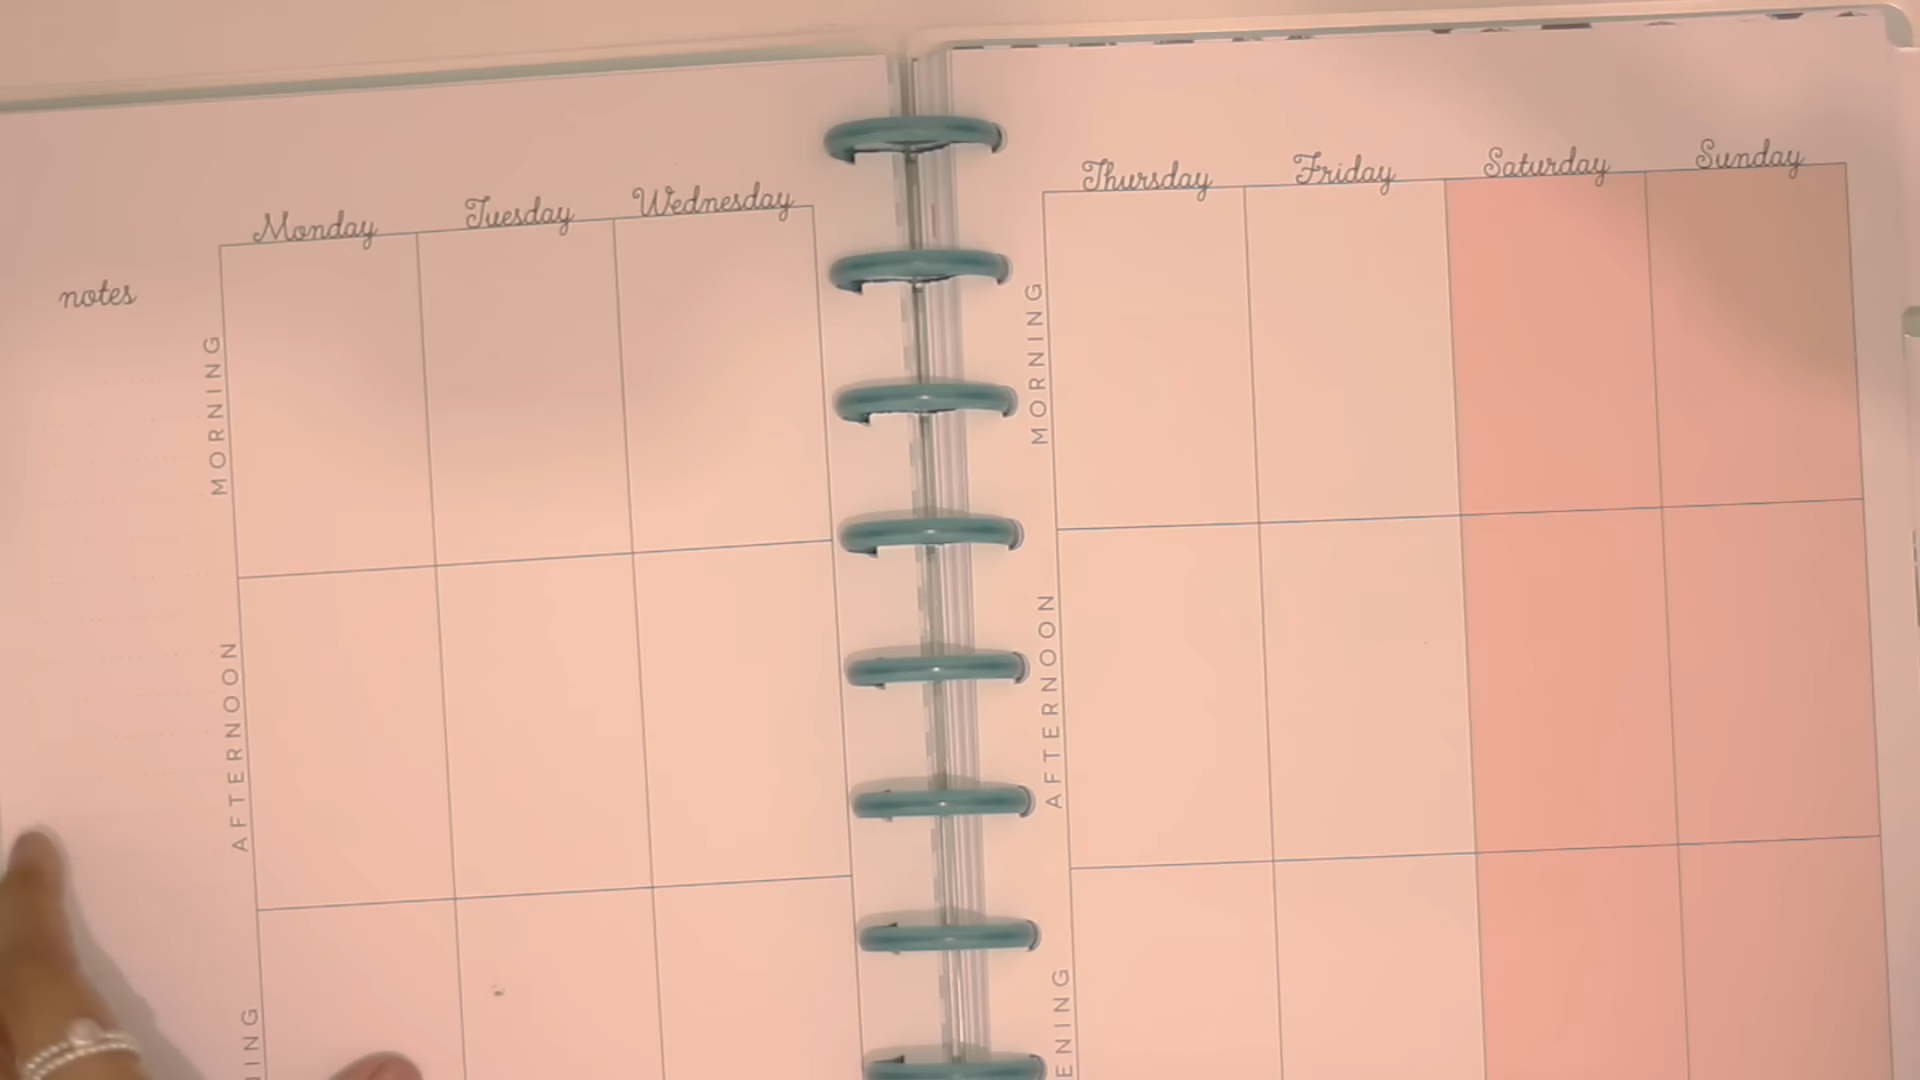 Monday Tuesday Wednesday
notes
MORNING
AFTERNOON
Thursday Friday Saturday Sunday
MORNING
AFTERNOON